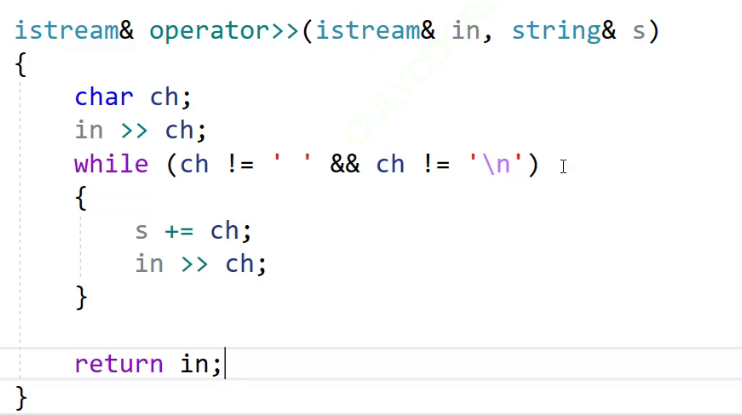 istream& operator>>(istream& in, string& s)
{
    char ch;
    in >> ch;
    while (ch != ' ' && ch != '\n')
    {
        s += ch;
        in >> ch;
    }

    return in;
}